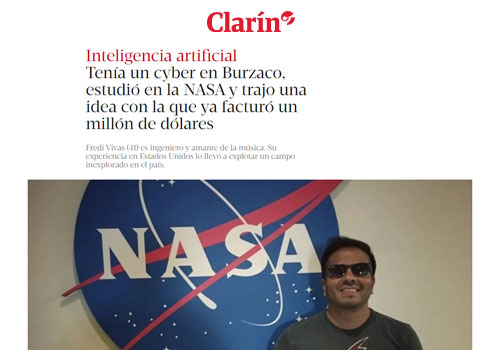 Clarín
Inteligencia artificial
Tenía un cyber en Burzaco,
estudió en la NASA y trajo una
idea con la que ya facturó un
millón de dólares
Fredi Vivas (41) es ingeniero y amante de la música. Su
experiencia en Estados Unidos lo llevó a explotar un campo
inexplorado en el país.
NASA